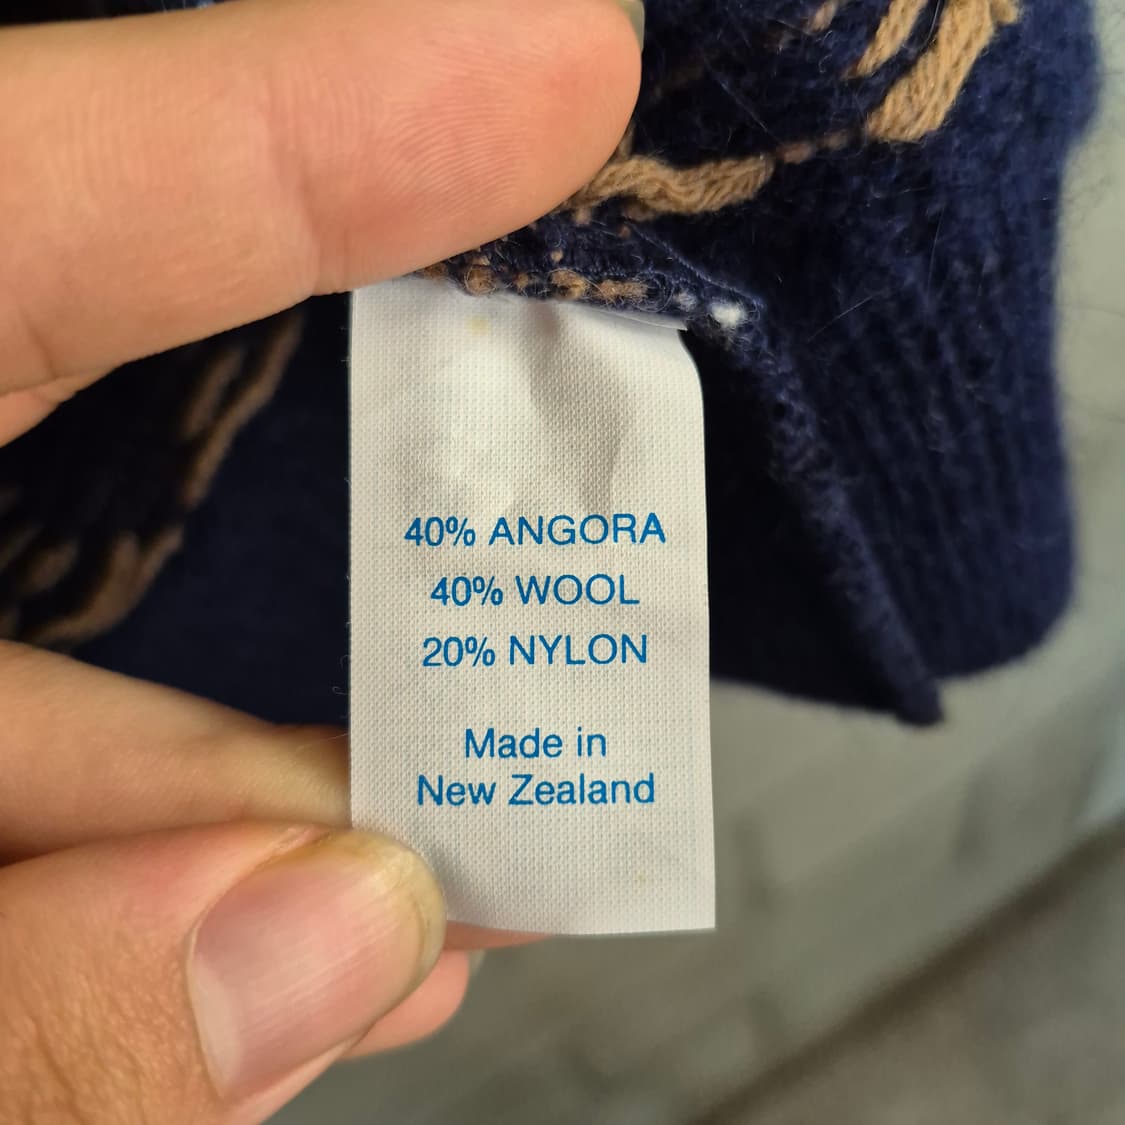 40% ANGORA
40% WOOL
20% NYLON
Made in
New Zealand